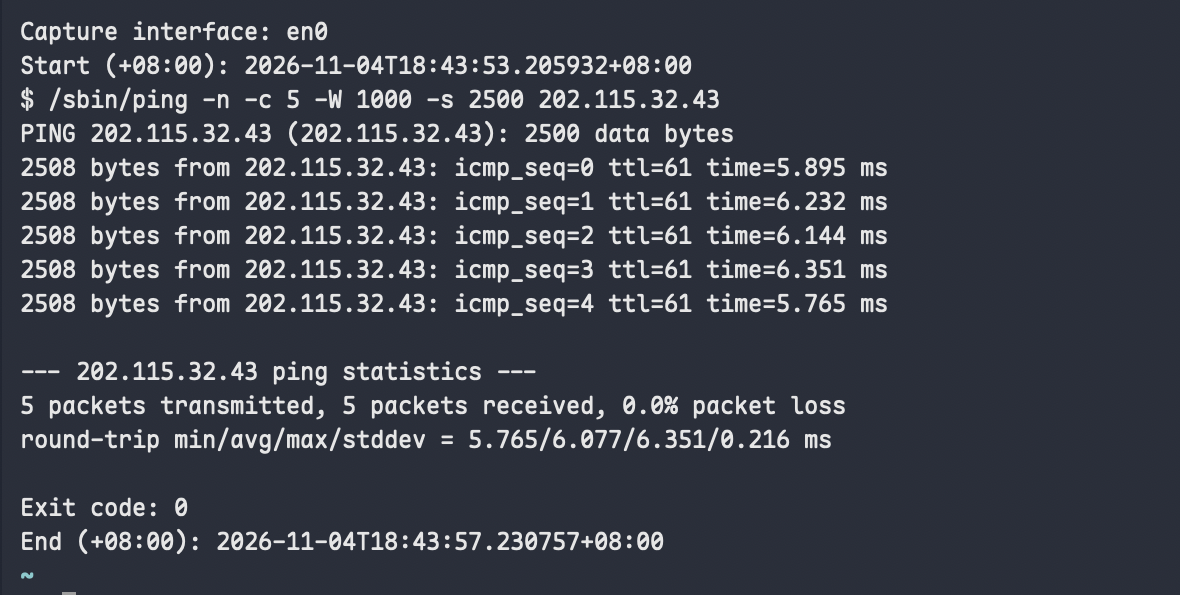 Capture interface: en0
Start (+08:00): 2026-11-04T18:43:53.205932+08:00
$ /sbin/ping -n -c 5 -W 1000 -s 2500 202.115.32.43
PING 202.115.32.43 (202.115.32.43): 2500 data bytes
2508 bytes from 202.115.32.43: icmp_seq=0 ttl=61 time=5.895 ms
2508 bytes from 202.115.32.43: icmp_seq=1 ttl=61 time=6.232 ms
2508 bytes from 202.115.32.43: icmp_seq=2 ttl=61 time=6.144 ms
2508 bytes from 202.115.32.43: icmp_seq=3 ttl=61 time=6.351 ms
2508 bytes from 202.115.32.43: icmp_seq=4 ttl=61 time=5.765 ms

--- 202.115.32.43 ping statistics ---
5 packets transmitted, 5 packets received, 0.0% packet loss
round-trip min/avg/max/stddev = 5.765/6.077/6.351/0.216 ms

Exit code: 0
End (+08:00): 2026-11-04T18:43:57.230757+08:00
~